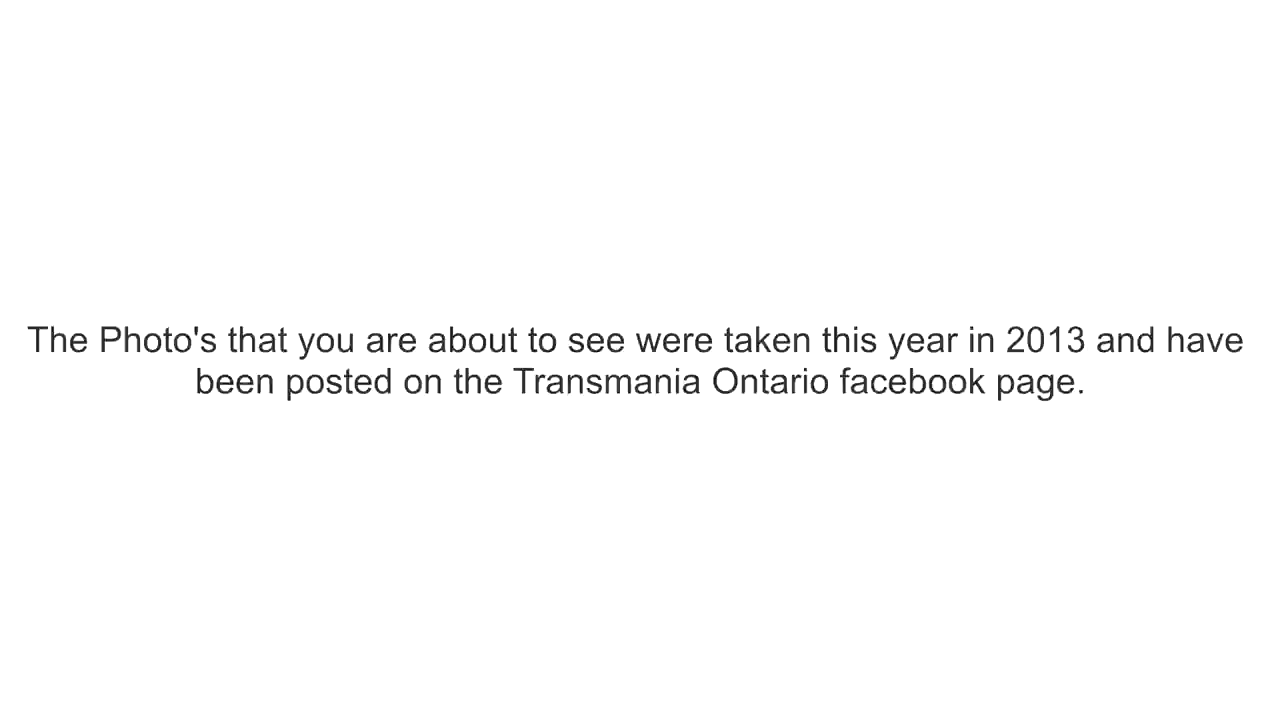 The Photo's that you are about to see were taken this year in 2013 and have
been posted on the Transmania Ontario facebook page.